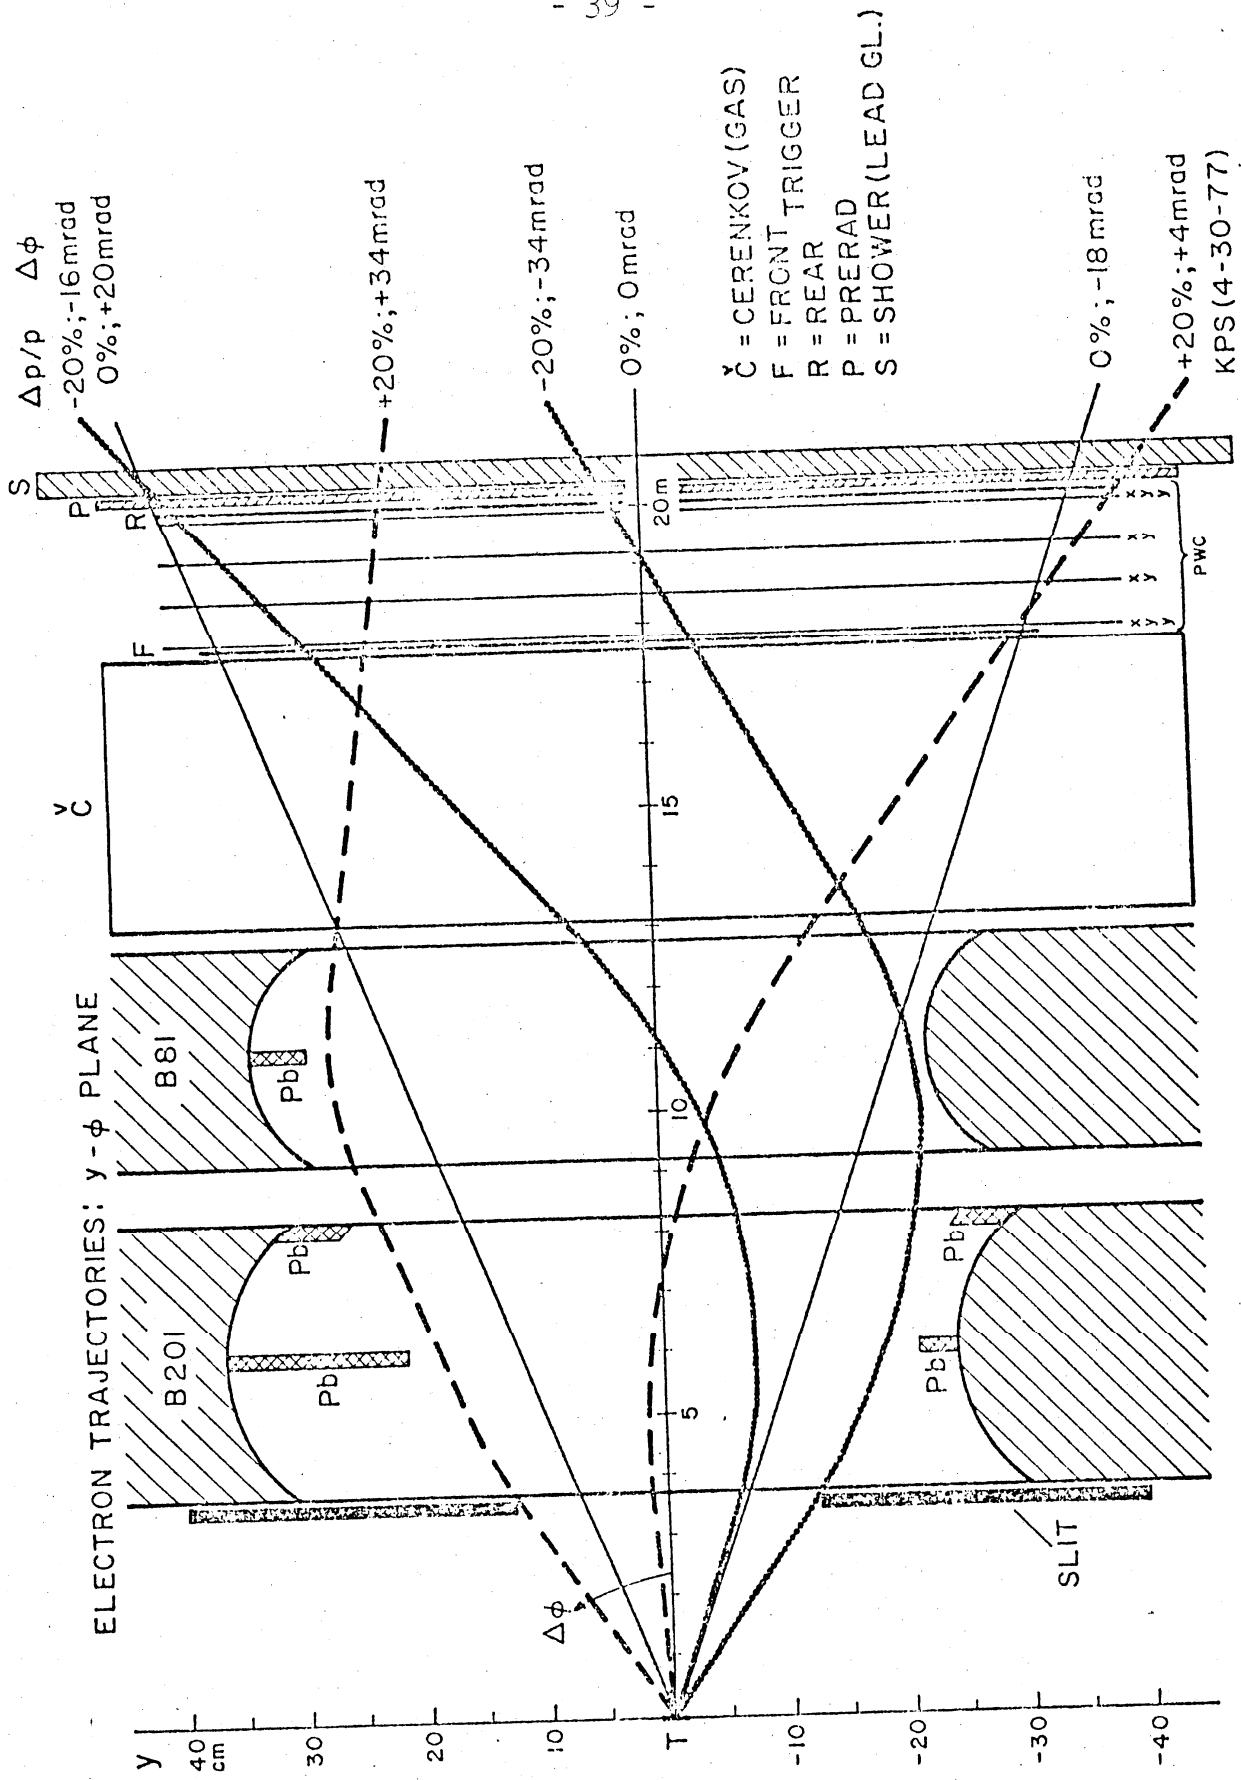 - 39 -
ELECTRON TRAJECTORIES: y-ϕ PLANE
Δp/p Δϕ
-20%;-16mrad
0%;+20mrad
+20%;+34mrad
-20%;-34mrad
0%; 0mrad
0%;-18mrad
+20%;+4mrad
KPS(4-30-77)
Č = CERENKOV(GAS)
F = FRONT TRIGGER
R = REAR
P = PRERAD
S = SHOWER(LEAD GL.)
y
40
cm
30
20
10
T
-10
-20
-30
-40
Δϕ
SLIT
B201
Pb
Pb
Pb
Pb
B81
Pb
Č
F
R
P
S
5
10
15
20m
x y y
x y
x y
x y y
PWC